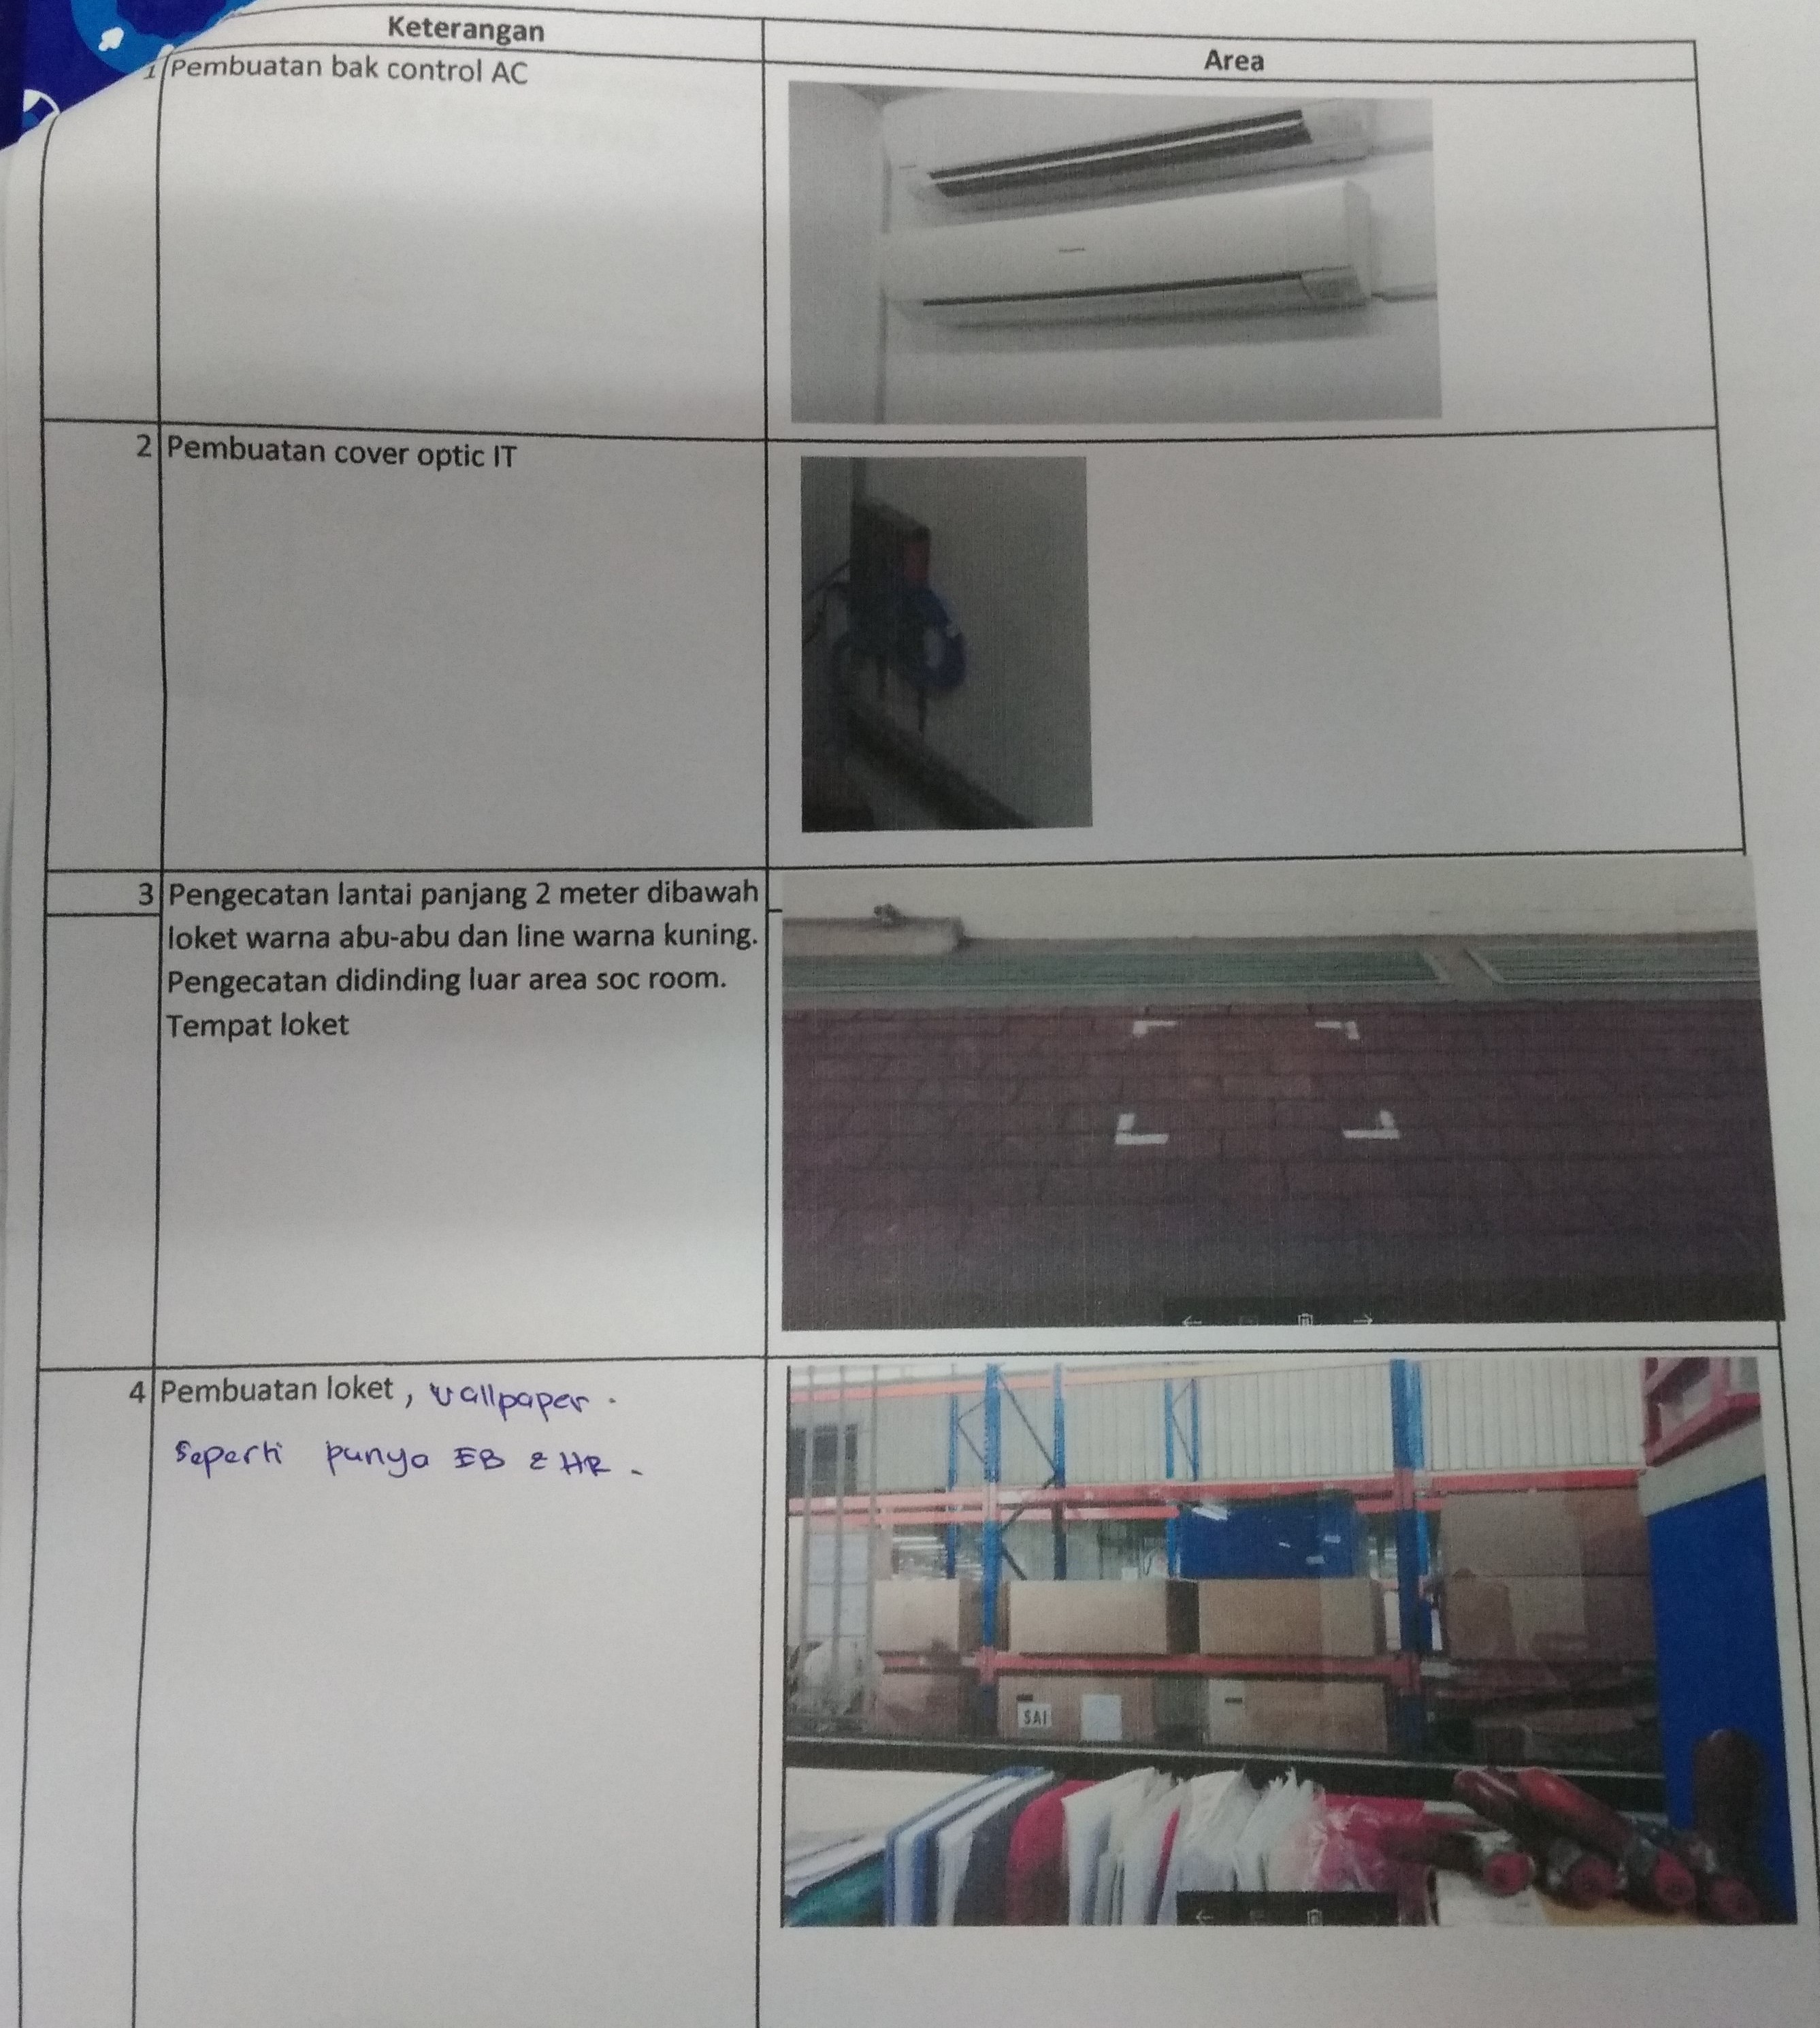 Keterangan
Area
1 Pembuatan bak control AC
2 Pembuatan cover optic IT
3 Pengecatan lantai panjang 2 meter dibawah
loket warna abu-abu dan line warna kuning.
Pengecatan didinding luar area soc room.
Tempat loket
4 Pembuatan loket , wallpaper .
seperti punya EB & HR .
SAI